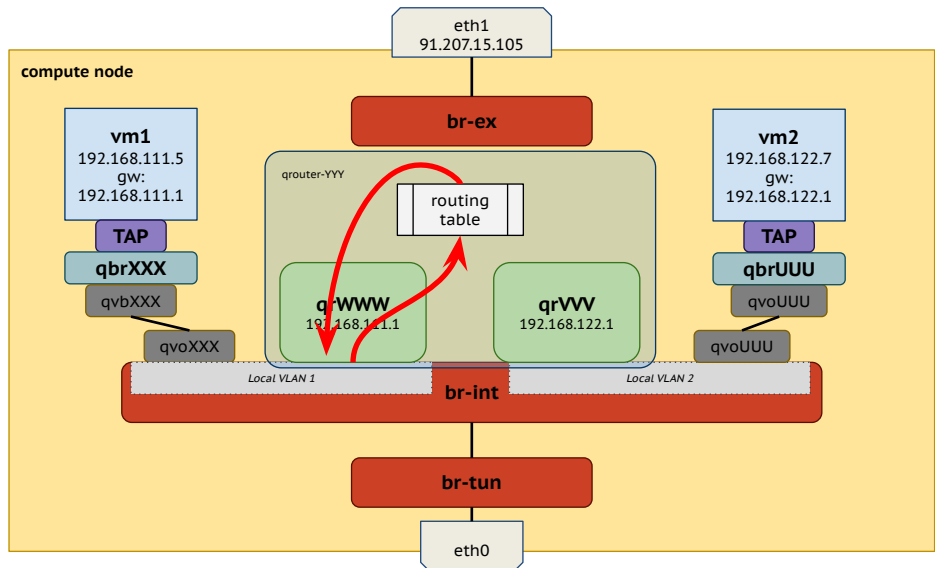 eth1
91.207.15.105
compute node
br-ex
vm1
192.168.111.5
gw:
192.168.111.1
TAP
qbrXXX
qvbXXX
qvoXXX
qrouter-YYY
routing
table
qrWWW
192.168.111.1
qrVVV
192.168.122.1
vm2
192.168.122.7
gw:
192.168.122.1
TAP
qbrUUU
qvoUUU
qvoUUU
Local VLAN 1
Local VLAN 2
br-int
br-tun
eth0